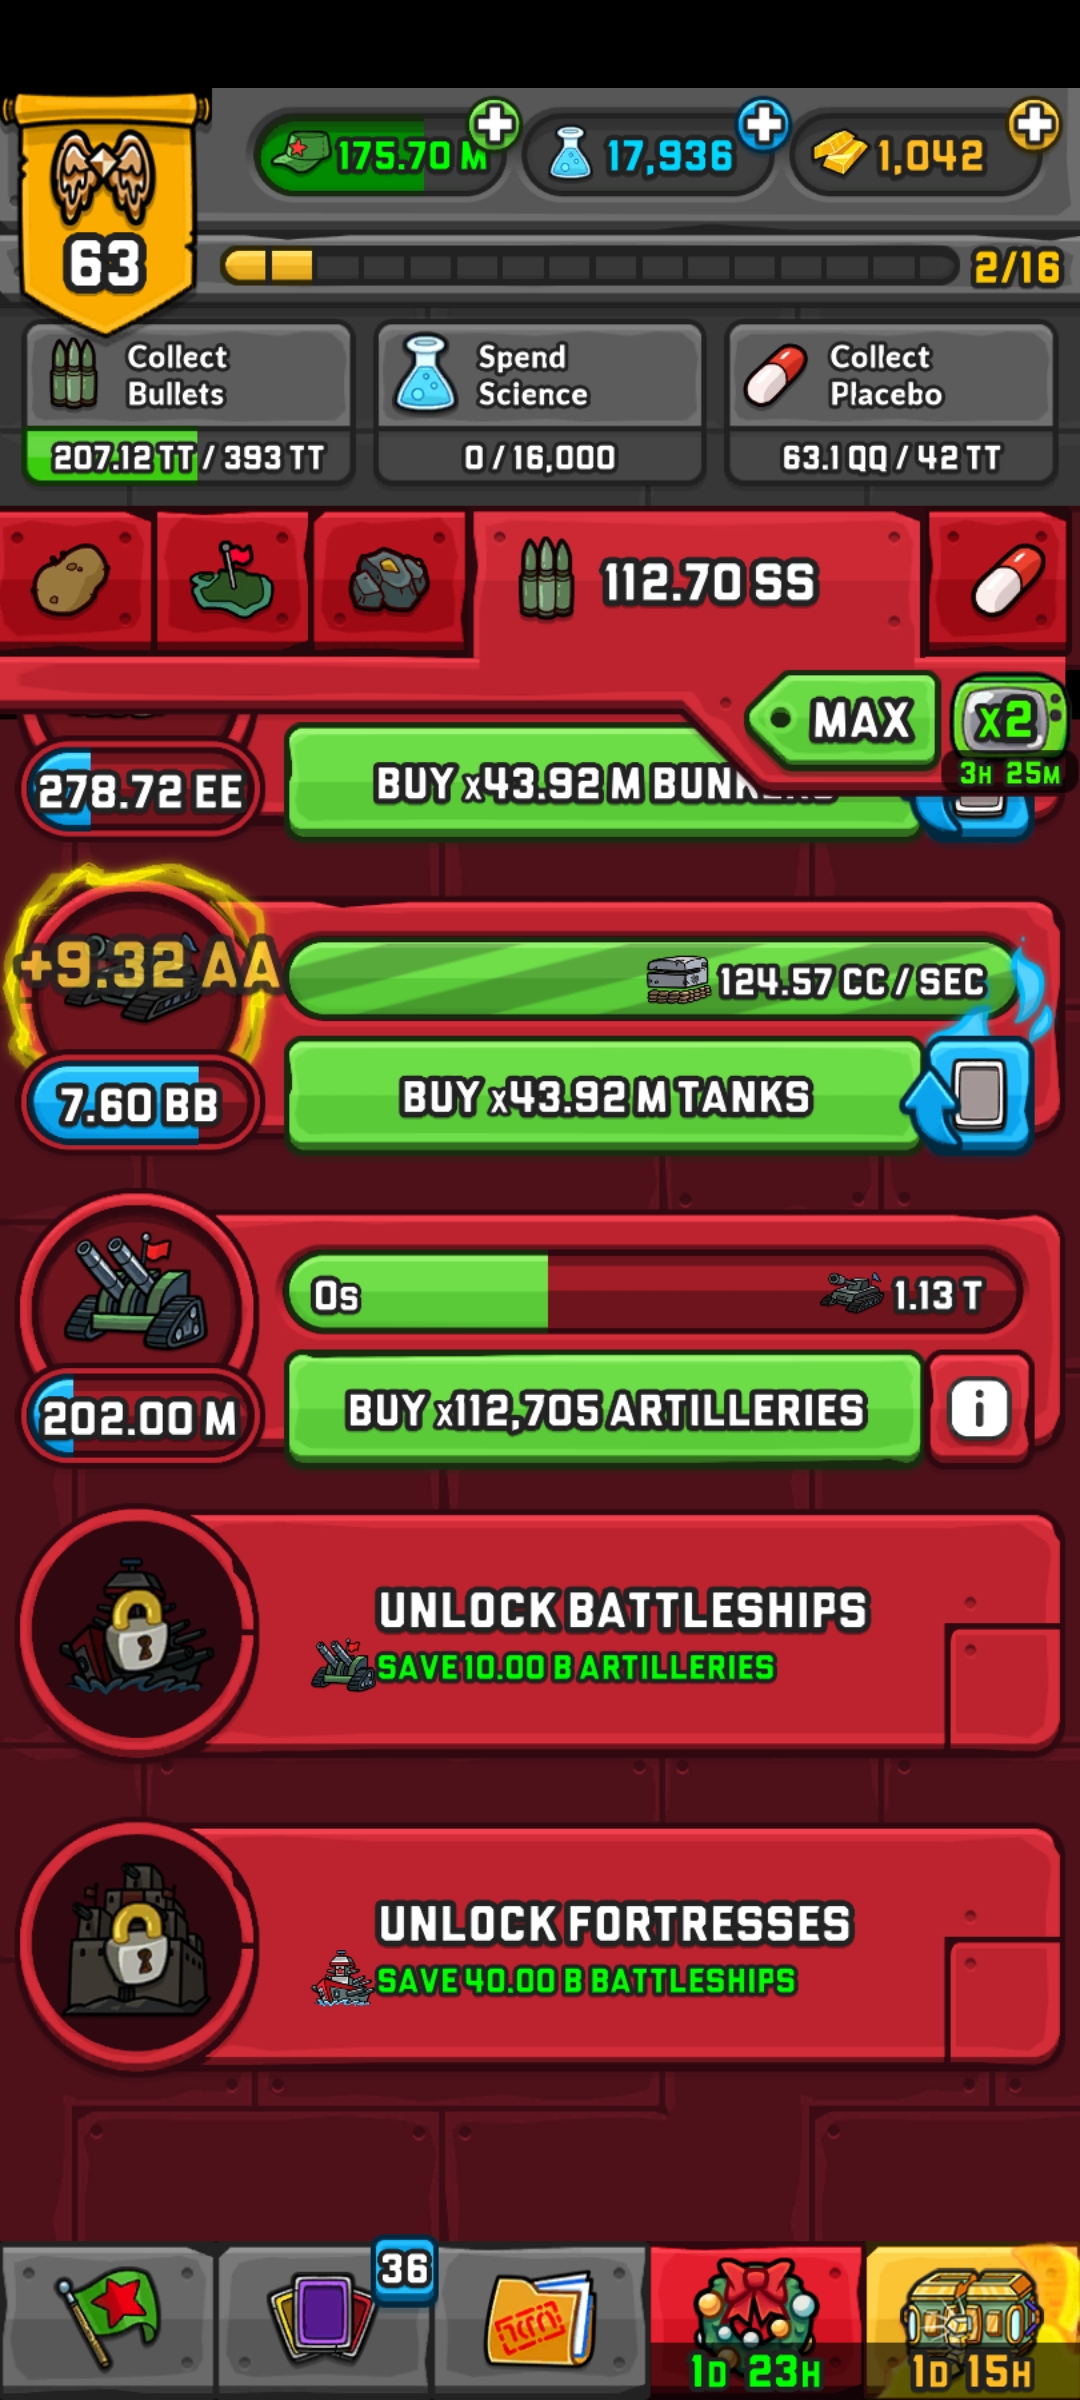 175.70 M
17,936
1,042
63
2/16
Collect
Bullets
207.12 TT / 393 TT
Spend
Science
0 / 16,000
Collect
Placebo
63.1 QQ / 42 TT
112.70 SS
MAX
x2
3H 25M
278.72 EE
BUY x43.92 M
+9.32 AA
124.57 CC / SEC
7.60 BB
BUY x43.92 M TANKS
0s
1.13 T
202.00 M
BUY x112,705 ARTILLERIES
i
UNLOCK BATTLESHIPS
SAVE 10.00 B ARTILLERIES
UNLOCK FORTRESSES
SAVE 40.00 B BATTLESHIPS
36
1D 23H
1D 15H